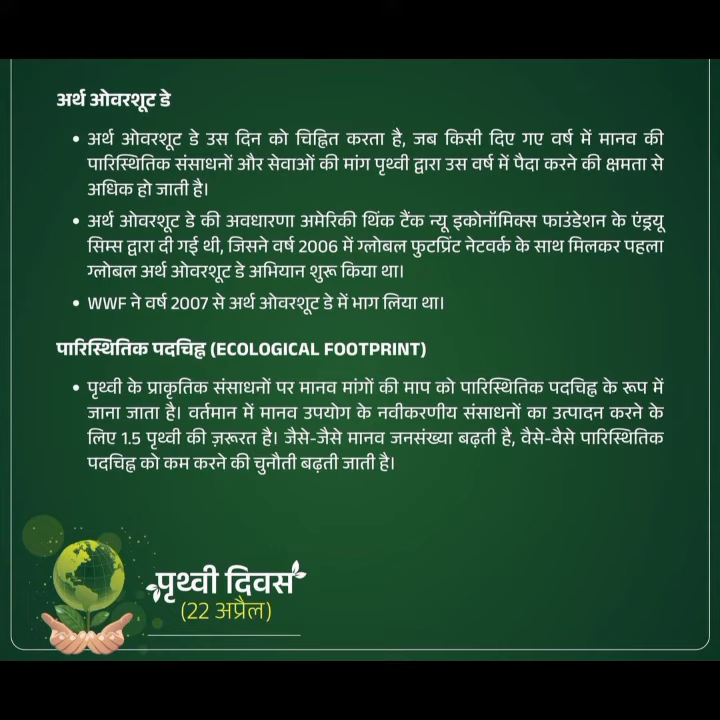 अर्थ ओवरशूट डे
• अर्थ ओवरशूट डे उस दिन को चिह्नित करता है, जब किसी दिए गए वर्ष में मानव की
पारिस्थितिक संसाधनों और सेवाओं की मांग पृथ्वी द्वारा उस वर्ष में पैदा करने की क्षमता से
अधिक हो जाती है।
• अर्थ ओवरशूट डे की अवधारणा अमेरिकी थिंक टैंक न्यू इकोनॉमिक्स फाउंडेशन के एंड्रयू
सिम्स द्वारा दी गई थी, जिसने वर्ष 2006 में ग्लोबल फुटप्रिंट नेटवर्क के साथ मिलकर पहला
ग्लोबल अर्थ ओवरशूट डे अभियान शुरू किया था।
• WWF ने वर्ष 2007 से अर्थ ओवरशूट डे में भाग लिया था।
पारिस्थितिक पदचिह्न (ECOLOGICAL FOOTPRINT)
• पृथ्वी के प्राकृतिक संसाधनों पर मानव मांगों की माप को पारिस्थितिक पदचिह्न के रूप में
जाना जाता है। वर्तमान में मानव उपयोग के नवीकरणीय संसाधनों का उत्पादन करने के
लिए 1.5 पृथ्वी की ज़रूरत है। जैसे-जैसे मानव जनसंख्या बढ़ती है, वैसे-वैसे पारिस्थितिक
पदचिह्न को कम करने की चुनौती बढ़ती जाती है।
पृथ्वी दिवस
(22 अप्रैल)